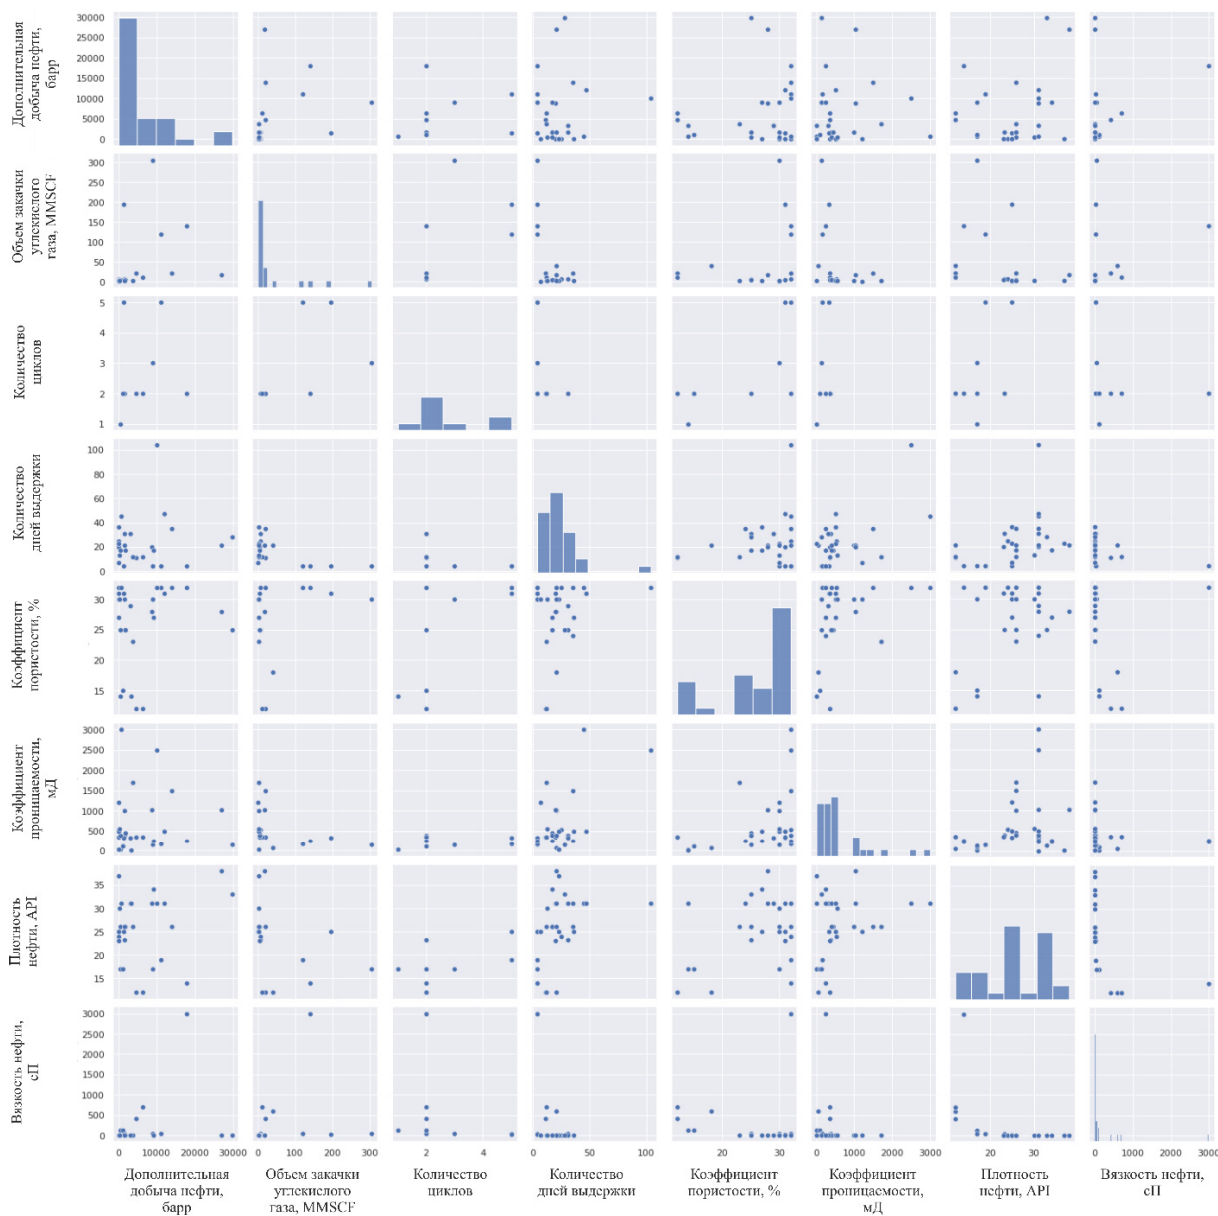 Дополнительная
добыча нефти,
барр
30000
25000
20000
15000
10000
5000
0
Объем закачки
углекислого
газа, MMSCF
300
250
200
150
100
50
0
Количество
циклов
5
4
3
2
1
Количество
дней выдержки
100
80
60
40
20
0
Коэффициент
пористости, %
30
25
20
15
Коэффициент
проницаемости,
мД
3000
2500
2000
1500
1000
500
0
Плотность
нефти, API
35
30
25
20
15
Вязкость нефти,
сП
3000
2500
2000
1500
1000
500
0
0 10000 20000 30000
0 100 200 300
2 4
0 50 100
20 30
0 1000 2000 3000
20 30
0 1000 2000 3000
Дополнительная
добыча нефти,
барр
Объем закачки
углекислого
газа, MMSCF
Количество
циклов
Количество
дней выдержки
Коэффициент
пористости, %
Коэффициент
проницаемости,
мД
Плотность
нефти, API
Вязкость нефти,
сП